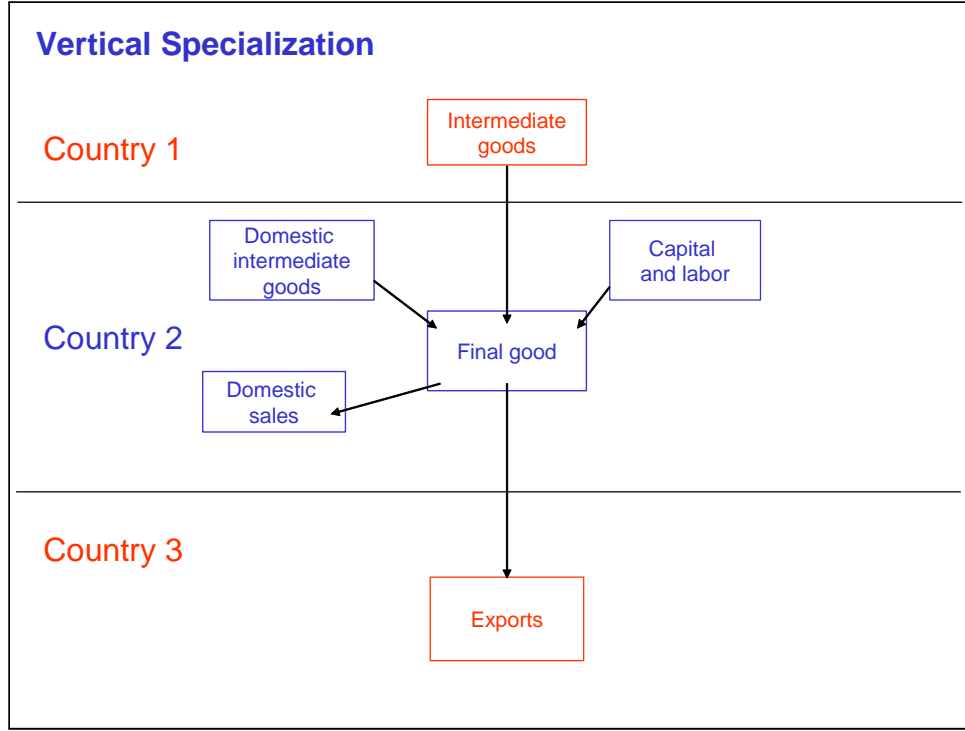 Vertical Specialization
Country 1
Intermediate
goods
Country 2
Domestic
intermediate
goods
Capital
and labor
Final good
Domestic
sales
Country 3
Exports